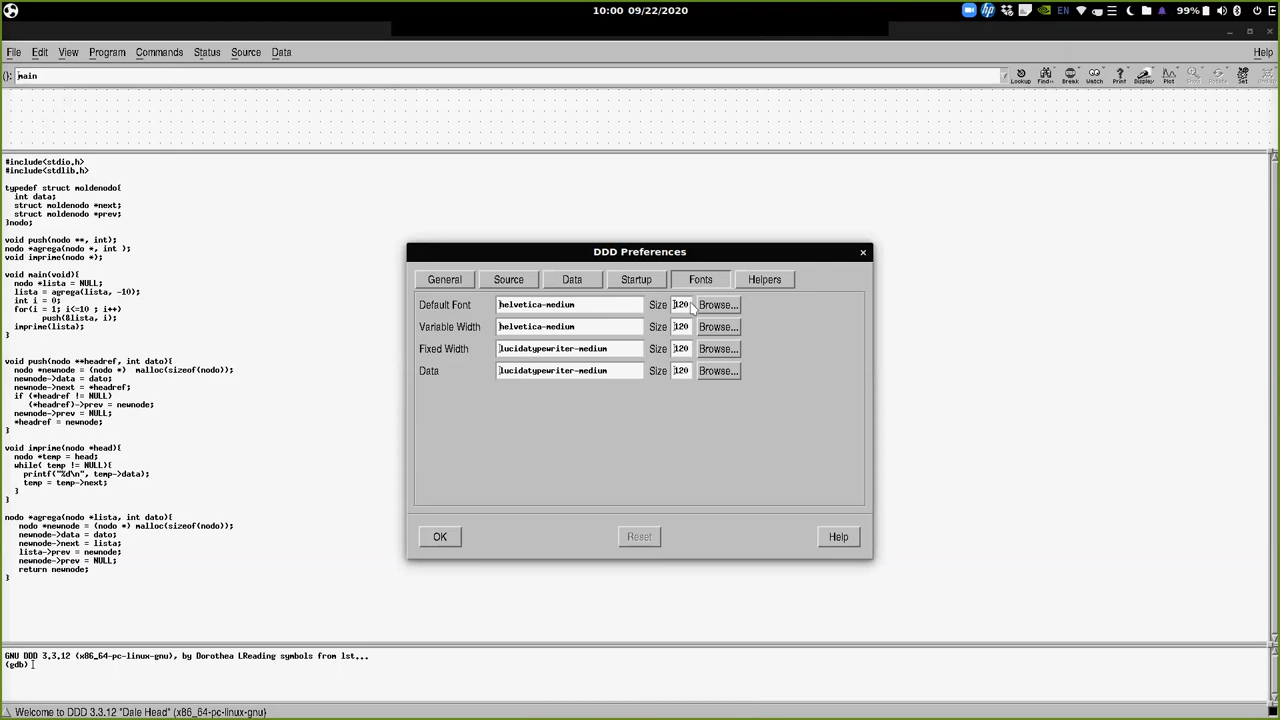 10:00 09/22/2020
EN
99%
File Edit View Program Commands Status Source Data Help
(): main
Lookup Find» Break Watch Print Display Plot Set
#include<stdio.h>
#include<stdlib.h>
typedef struct moldenodo{
int data;
struct moldenodo *next;
struct moldenodo *prev;
}nodo;
void push(nodo **, int);
nodo *agrega(nodo *, int );
void imprime(nodo *);
void main(void){
nodo *lista = NULL;
lista = agrega(lista, -10);
int i = 0;
for(i = 1; i<=10 ; i++)
push(&lista, i);
imprime(lista);
}
void push(nodo **headref, int dato){
nodo *newnode = (nodo *)  malloc(sizeof(nodo));
newnode->data = dato;
newnode->next = *headref;
if (*headref != NULL)
(*headref)->prev = newnode;
newnode->prev = NULL;
*headref = newnode;
}
void imprime(nodo *head){
nodo *temp = head;
while( temp != NULL){
printf("%d\n", temp->data);
temp = temp->next;
}
}
nodo *agrega(nodo *lista, int dato){
nodo *newnode = (nodo *) malloc(sizeof(nodo));
newnode->data = dato;
newnode->next = lista;
lista->prev = newnode;
newnode->prev = NULL;
return newnode;
}
DDD Preferences
General Source Data Startup Fonts Helpers
Default Font helvetica-medium Size 120 Browse...
Variable Width helvetica-medium Size 120 Browse...
Fixed Width lucidatypewriter-medium Size 120 Browse...
Data lucidatypewriter-medium Size 120 Browse...
OK Reset Help
GNU DDD 3.3.12 (x86_64-pc-linux-gnu), by Dorothea LReading symbols from lst...
(gdb)
Welcome to DDD 3.3.12 "Dale Head" (x86_64-pc-linux-gnu)